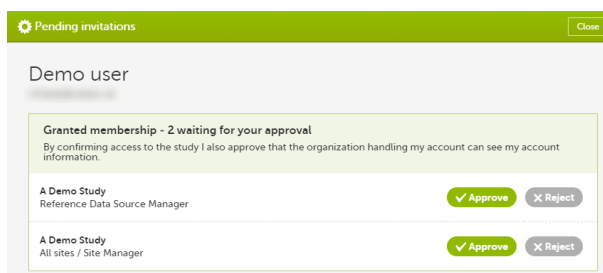 Pending invitations
Close
Demo user
Granted membership - 2 waiting for your approval
By confirming access to the study I also approve that the organization handling my account can see my account
information.
A Demo Study
Reference Data Source Manager
Approve
Reject
A Demo Study
All sites / Site Manager
Approve
Reject